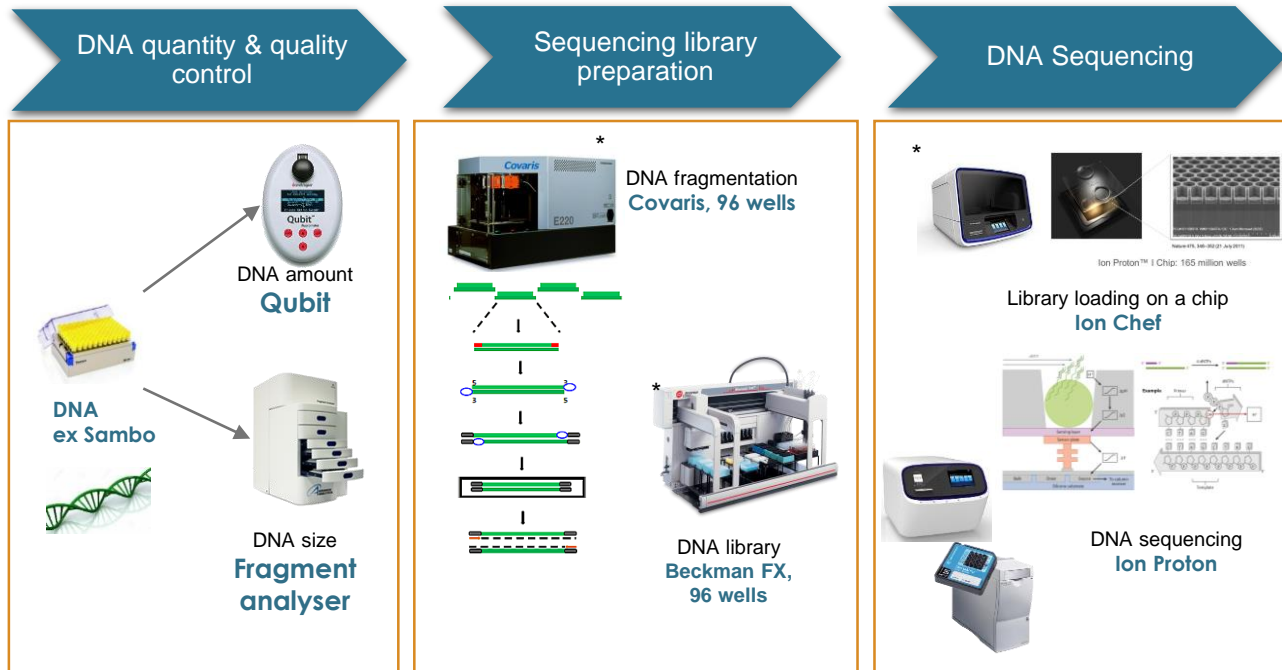 DNA quantity & quality
control
Sequencing library
preparation
DNA Sequencing
Qubit
DNA amount
Qubit
DNA
ex Sambo
DNA size
Fragment
analyser
*
Covaris
E220
DNA fragmentation
Covaris, 96 wells
5
3
3
5
*
DNA library
Beckman FX,
96 wells
*
Ion Proton™ I Chip: 165 million wells
Library loading on a chip
Ion Chef
Example
Template
DNA sequencing
Ion Proton